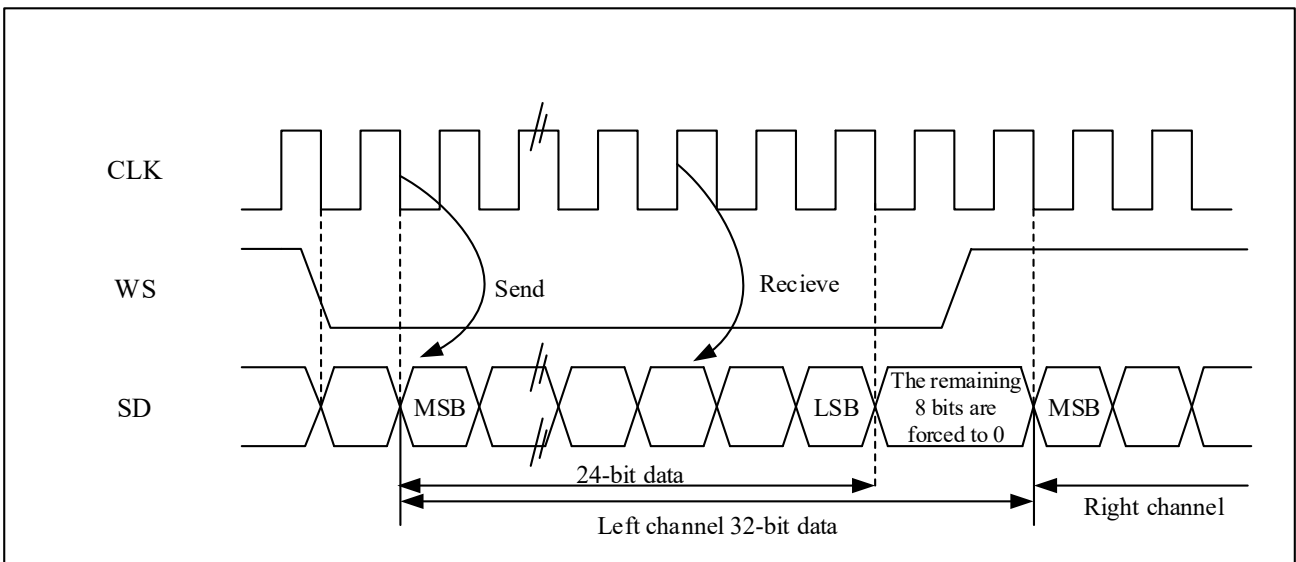 CLK
WS
Send
Recieve
SD
MSB
LSB
The remaining
8 bits are
forced to 0
MSB
24-bit data
Right channel
Left channel 32-bit data